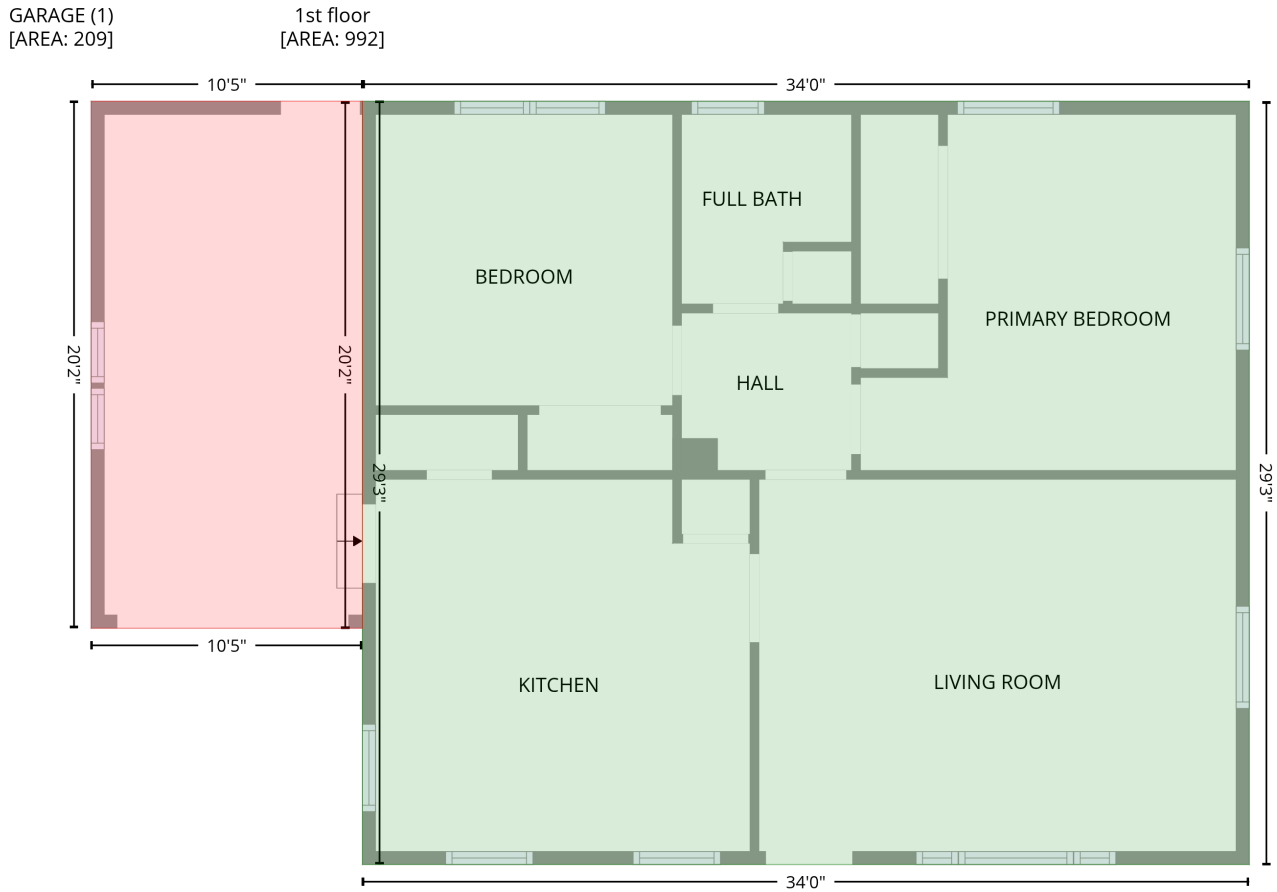 GARAGE (1)
[AREA: 209]
1st floor
[AREA: 992]
10'5"
34'0"
FULL BATH
BEDROOM
PRIMARY BEDROOM
20'2"
20'2"
HALL
29'3"
29'3"
10'5"
KITCHEN
LIVING ROOM
34'0"